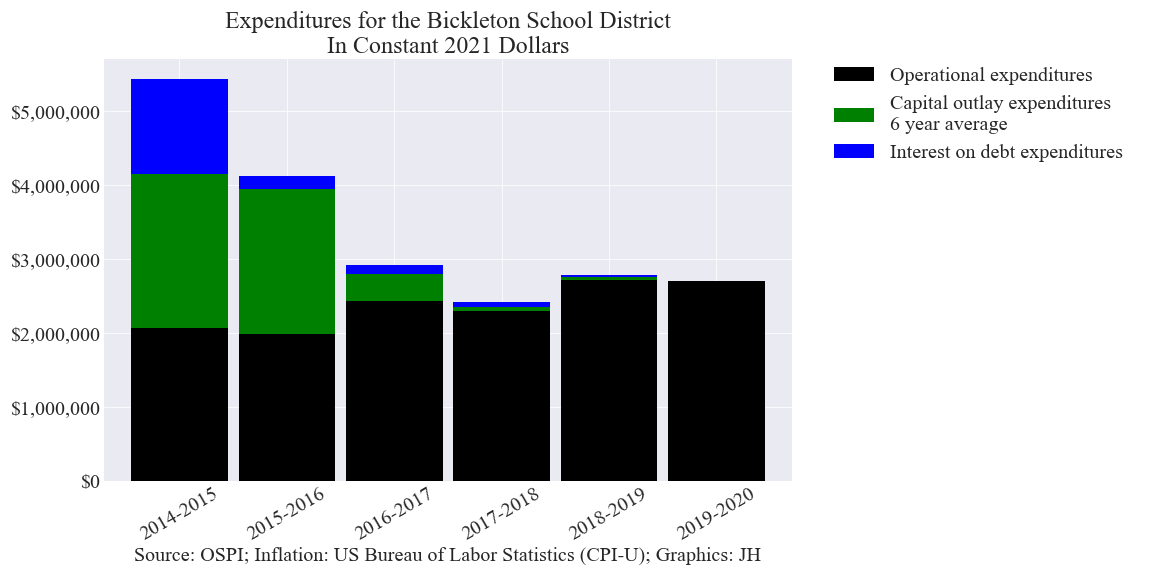 Expenditures for the Bickleton School District
In Constant 2021 Dollars
Operational expenditures
Capital outlay expenditures
6 year average
Interest on debt expenditures
$5,000,000
$4,000,000
$3,000,000
$2,000,000
$1,000,000
$0
2014-2015
2015-2016
2016-2017
2017-2018
2018-2019
2019-2020
Source: OSPI; Inflation: US Bureau of Labor Statistics (CPI-U); Graphics: JH